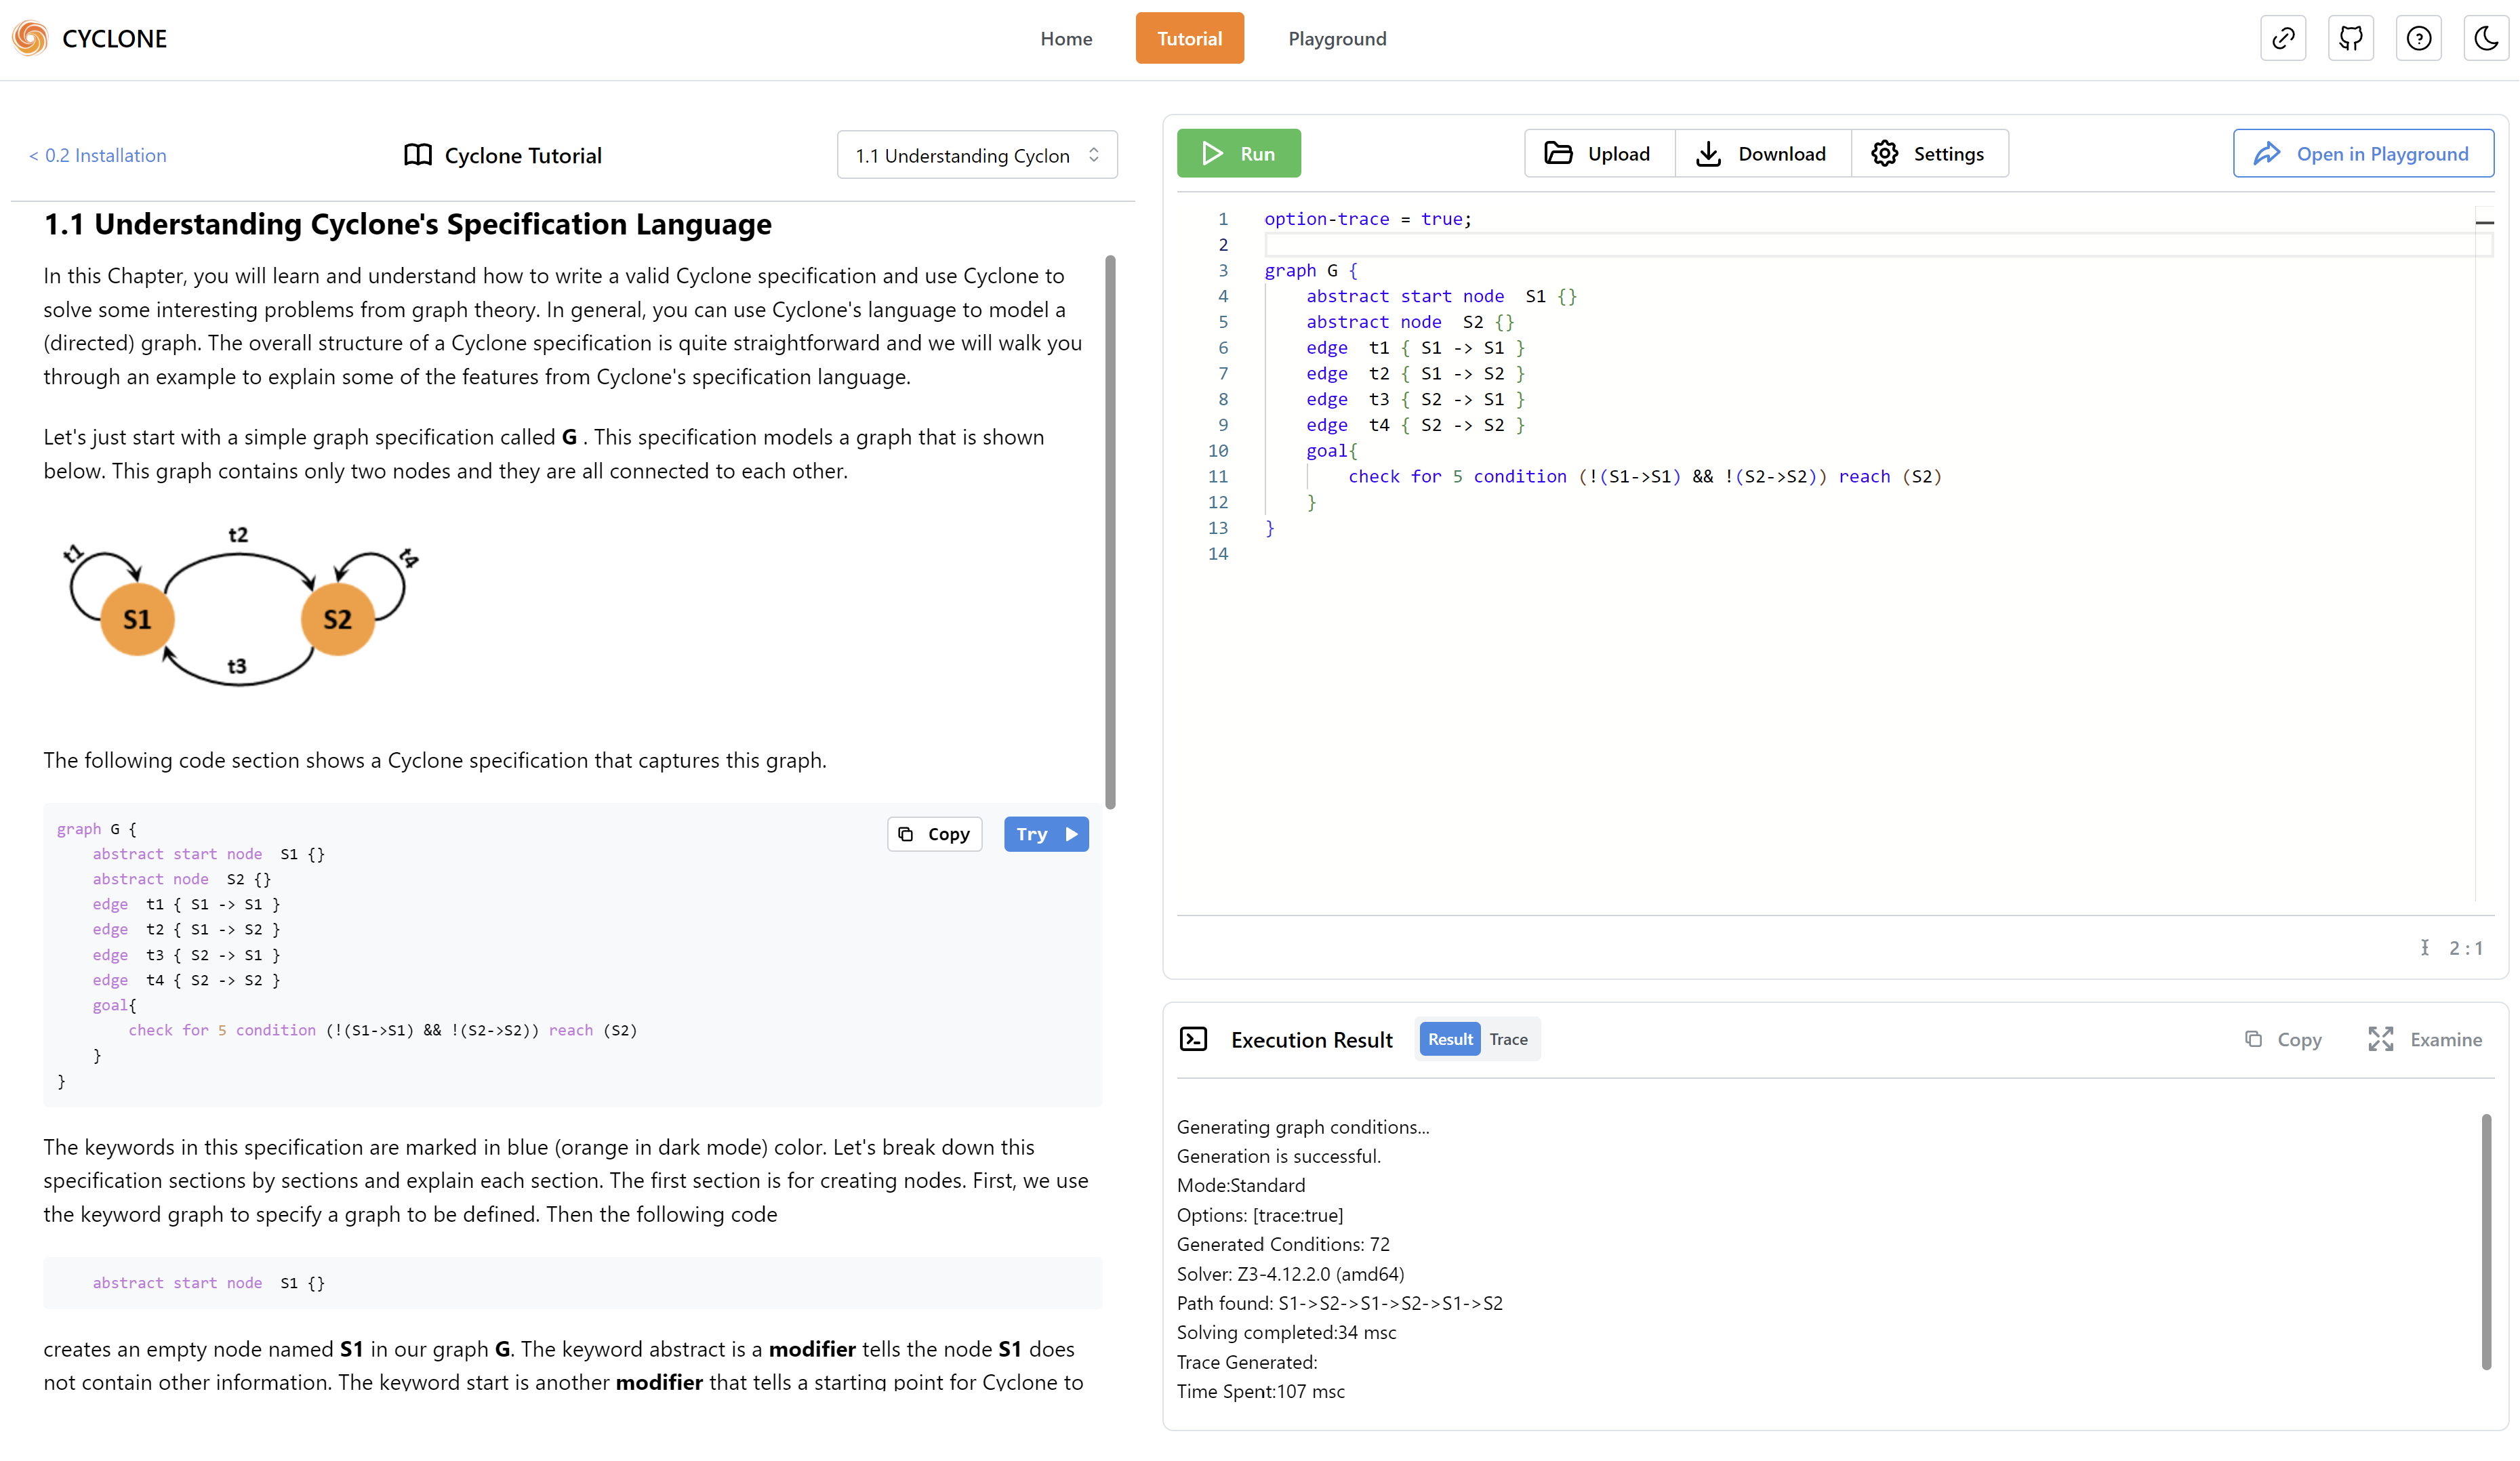 CYCLONE
Home
Tutorial
Playground
< 0.2 Installation
Cyclone Tutorial
1.1 Understanding Cyclon
1.1 Understanding Cyclone's Specification Language
In this Chapter, you will learn and understand how to write a valid Cyclone specification and use Cyclone to
solve some interesting problems from graph theory. In general, you can use Cyclone's language to model a
(directed) graph. The overall structure of a Cyclone specification is quite straightforward and we will walk you
through an example to explain some of the features from Cyclone's specification language.
Let's just start with a simple graph specification called G . This specification models a graph that is shown
below. This graph contains only two nodes and they are all connected to each other.
t2
t1
t4
S1
S2
t3
The following code section shows a Cyclone specification that captures this graph.
Copy
Try
graph G {
abstract start node  S1 {}
abstract node  S2 {}
edge  t1 { S1 -> S1 }
edge  t2 { S1 -> S2 }
edge  t3 { S2 -> S1 }
edge  t4 { S2 -> S2 }
goal{
check for 5 condition (!(S1->S1) && !(S2->S2)) reach (S2)
}
}
The keywords in this specification are marked in blue (orange in dark mode) color. Let's break down this
specification sections by sections and explain each section. The first section is for creating nodes. First, we use
the keyword graph to specify a graph to be defined. Then the following code
abstract start node  S1 {}
creates an empty node named S1 in our graph G. The keyword abstract is a modifier tells the node S1 does
not contain other information. The keyword start is another modifier that tells a starting point for Cyclone to
Run
Upload
Download
Settings
Open in Playground
1 option-trace = true;
2
3 graph G {
4 abstract start node  S1 {}
5 abstract node  S2 {}
6 edge  t1 { S1 -> S1 }
7 edge  t2 { S1 -> S2 }
8 edge  t3 { S2 -> S1 }
9 edge  t4 { S2 -> S2 }
10 goal{
11 check for 5 condition (!(S1->S1) && !(S2->S2)) reach (S2)
12 }
13 }
14
2 : 1
Execution Result
Result
Trace
Copy
Examine
Generating graph conditions...
Generation is successful.
Mode:Standard
Options: [trace:true]
Generated Conditions: 72
Solver: Z3-4.12.2.0 (amd64)
Path found: S1->S2->S1->S2->S1->S2
Solving completed:34 msc
Trace Generated:
Time Spent:107 msc